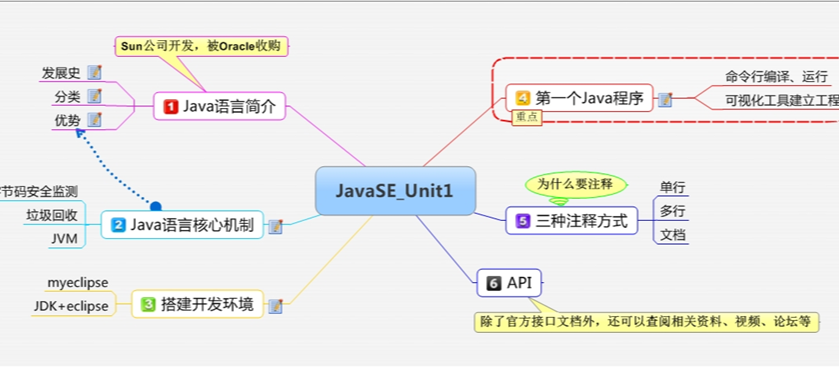 Sun公司开发，被Oracle收购
发展史
分类
优势
1 Java语言简介
节码安全监测
垃圾回收
JVM
2 Java语言核心机制
myeclipse
JDK+eclipse
3 搭建开发环境
JavaSE_Unit1
4 第一个Java程序
重点
命令行编译、运行
可视化工具建立工程
为什么要注释
5 三种注释方式
单行
多行
文档
6 API
除了官方接口文档外，还可以查阅相关资料、视频、论坛等